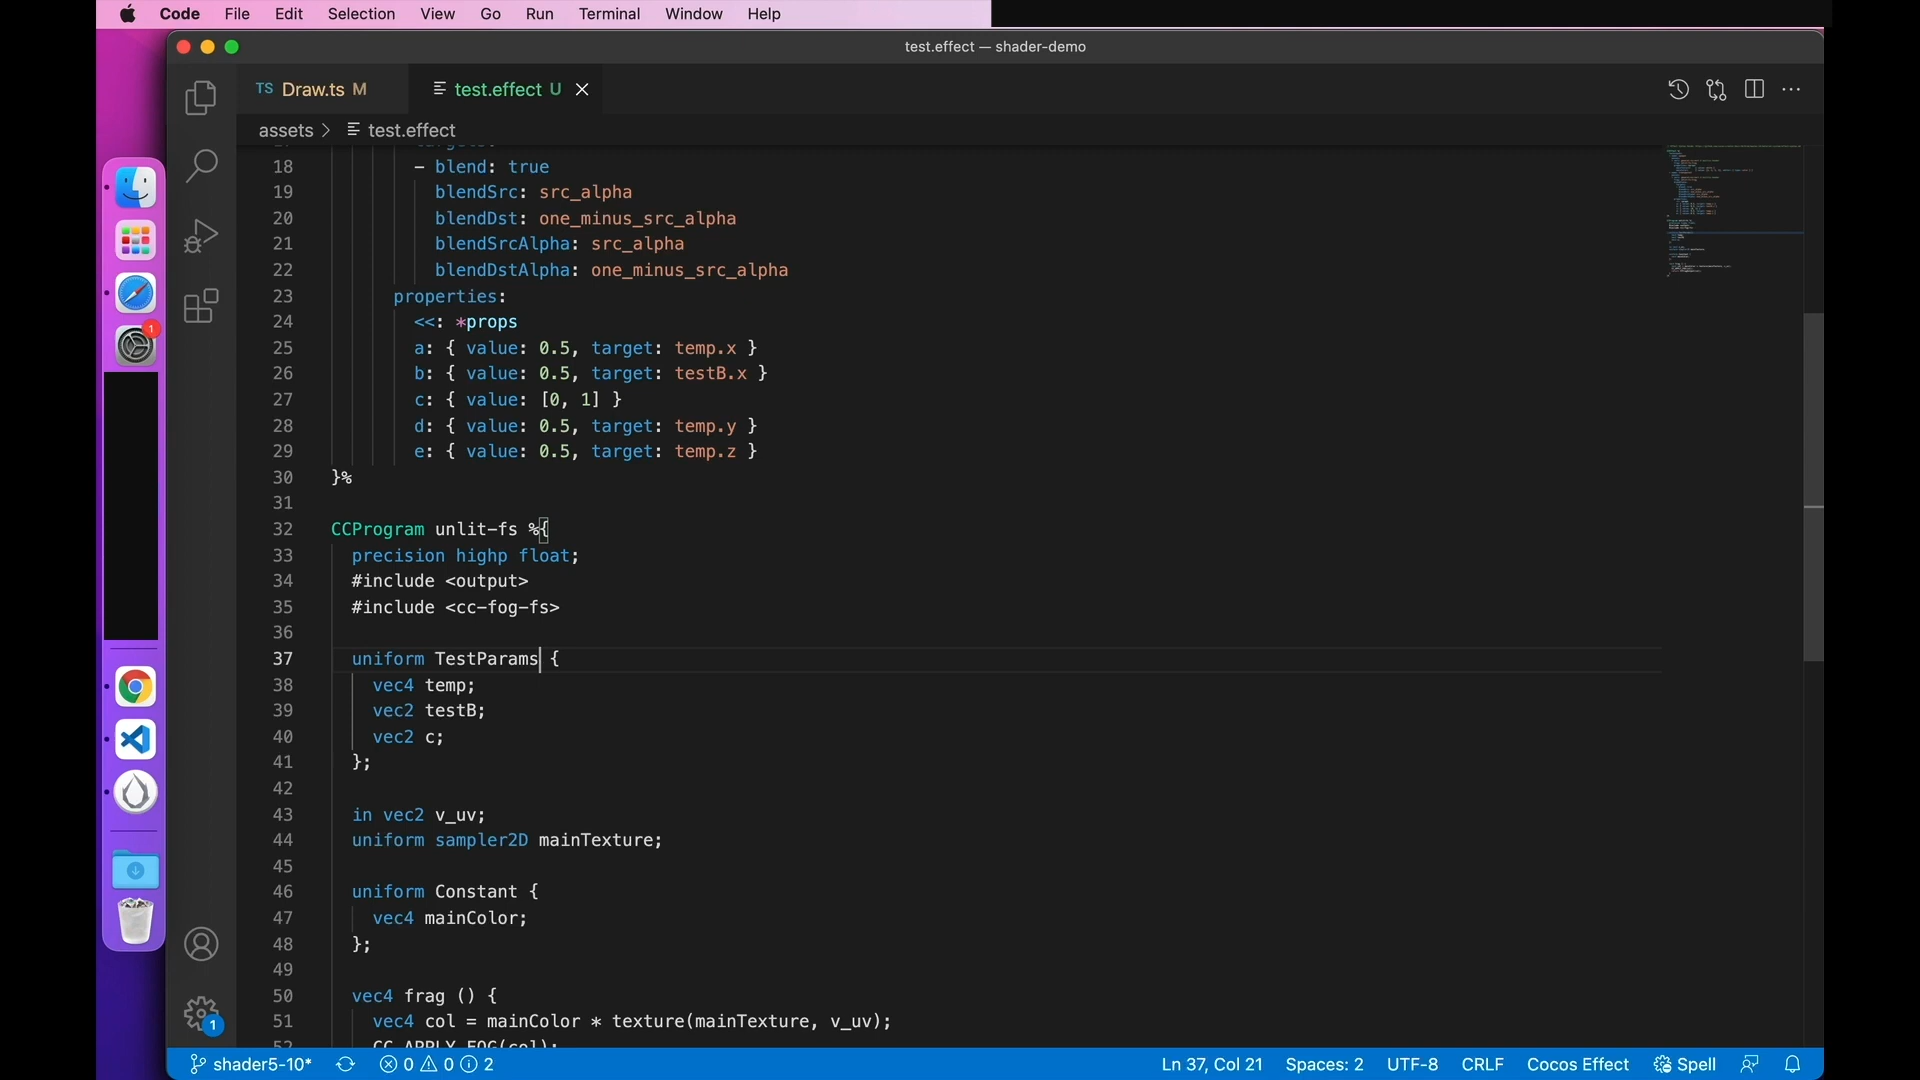 Code File Edit Selection View Go Run Terminal Window Help
test.effect — shader-demo
TS Draw.ts M
test.effect U
assets > test.effect
18 - blend: true
19 blendSrc: src_alpha
20 blendDst: one_minus_src_alpha
21 blendSrcAlpha: src_alpha
22 blendDstAlpha: one_minus_src_alpha
23 properties:
24 <<: *props
25 a: { value: 0.5, target: temp.x }
26 b: { value: 0.5, target: testB.x }
27 c: { value: [0, 1] }
28 d: { value: 0.5, target: temp.y }
29 e: { value: 0.5, target: temp.z }
30 }%
31
32 CCProgram unlit-fs %{
33 precision highp float;
34 #include <output>
35 #include <cc-fog-fs>
36
37 uniform TestParams {
38 vec4 temp;
39 vec2 testB;
40 vec2 c;
41 };
42
43 in vec2 v_uv;
44 uniform sampler2D mainTexture;
45
46 uniform Constant {
47 vec4 mainColor;
48 };
49
50 vec4 frag () {
51 vec4 col = mainColor * texture(mainTexture, v_uv);
52 CC_APPLY_FOG(col);
1
1
shader5-10* 0 0 2 Ln 37, Col 21 Spaces: 2 UTF-8 CRLF Cocos Effect Spell